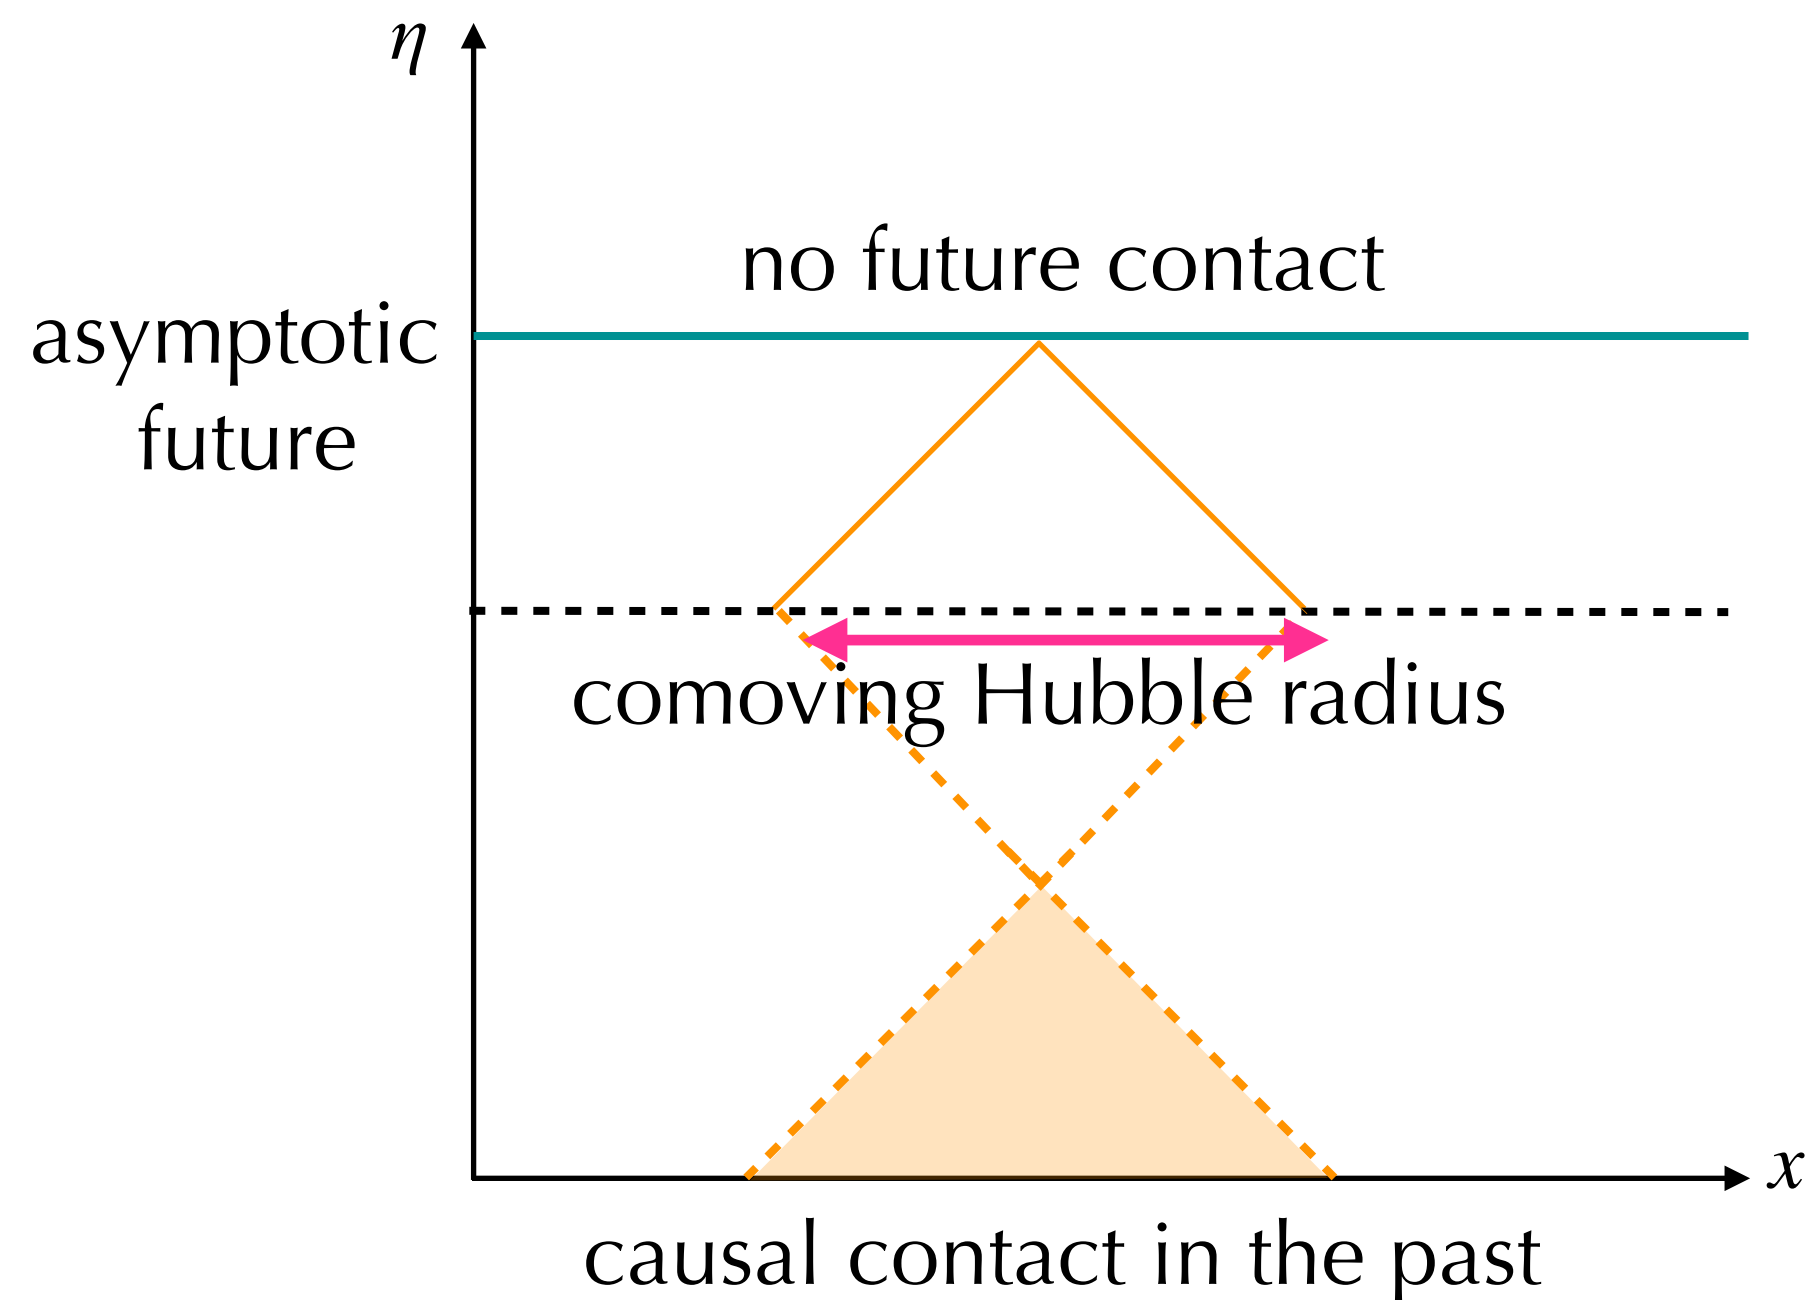 η
no future contact
asymptotic
future
comoving Hubble radius
x
causal contact in the past